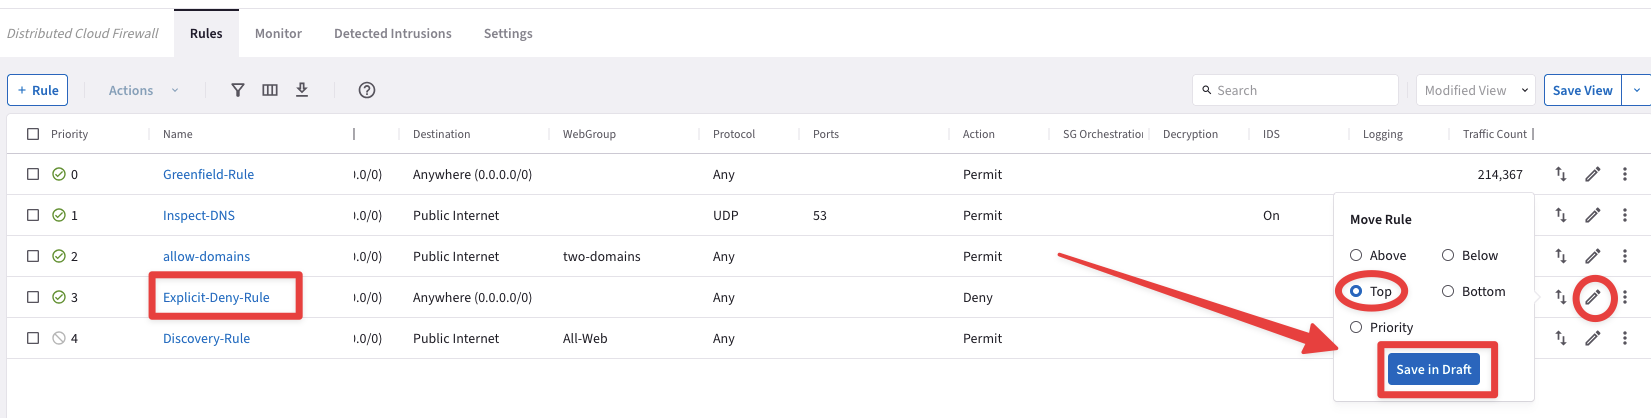 Distributed Cloud Firewall Rules Monitor Detected Intrusions Settings
+ Rule Actions Search Modified View Save View
Priority Name Destination WebGroup Protocol Ports Action SG Orchestration Decryption IDS Logging Traffic Count
0 Greenfield-Rule ).0/0) Anywhere (0.0.0.0/0) Any Permit 214,367
1 Inspect-DNS ).0/0) Public Internet UDP 53 Permit On
2 allow-domains ).0/0) Public Internet two-domains Any Permit
3 Explicit-Deny-Rule ).0/0) Anywhere (0.0.0.0/0) Any Deny
4 Discovery-Rule ).0/0) Public Internet All-Web Any Permit
Move Rule
Above Below
Top Bottom
Priority
Save in Draft